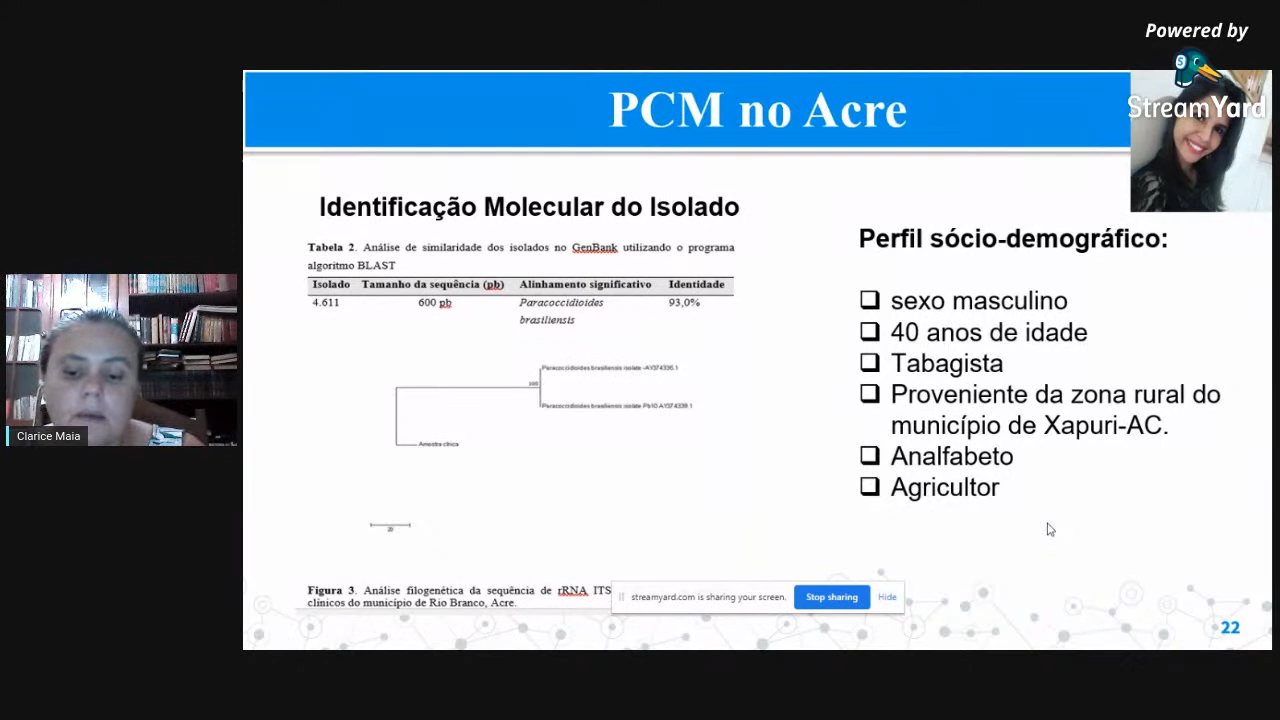 Powered by
StreamYard
PCM no Acre
Identificação Molecular do Isolado
Tabela 2. Análise de similaridade dos isolados no GenBank utilizando o programa
algoritmo BLAST
Isolado Tamanho da sequência (pb) Alinhamento significativo Identidade
4.611 600 pb Paracoccidioides 93,0%
brasiliensis
Paracoccidioides brasiliensis isolate
100
Paracoccidioides brasiliensis isolate Pb10 AY374339.1
Amostra clínica
20
Figura 3. Análise filogenética da sequência de rRNA ITS
clínicos do município de Rio Branco, Acre.
Perfil sócio-demográfico:
sexo masculino
40 anos de idade
Tabagista
Proveniente da zona rural do
município de Xapuri-AC.
Analfabeto
Agricultor
streamyard.com is sharing your screen.
Stop sharing
Hide
22
Clarice Maia